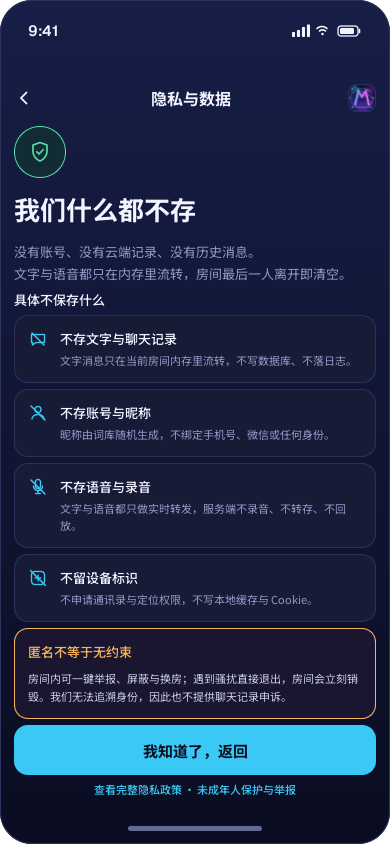 9:41
隐私与数据
我们什么都不存
没有账号、没有云端记录、没有历史消息。
文字与语音都只在内存里流转，房间最后一人离开即清空。
具体不保存什么
不存文字与聊天记录
文字消息只在当前房间内存里流转，不写数据库、不落日志。
不存账号与昵称
昵称由词库随机生成，不绑定手机号、微信或任何身份。
不存语音与录音
文字与语音都只做实时转发，服务端不录音、不转存、不回
放。
不留设备标识
不申请通讯录与定位权限，不写本地缓存与 Cookie。
匿名不等于无约束
房间内可一键举报、屏蔽与换房；遇到骚扰直接退出，房间会立刻销
毁。我们无法追溯身份，因此也不提供聊天记录申诉。
我知道了，返回
查看完整隐私政策 · 未成年人保护与举报